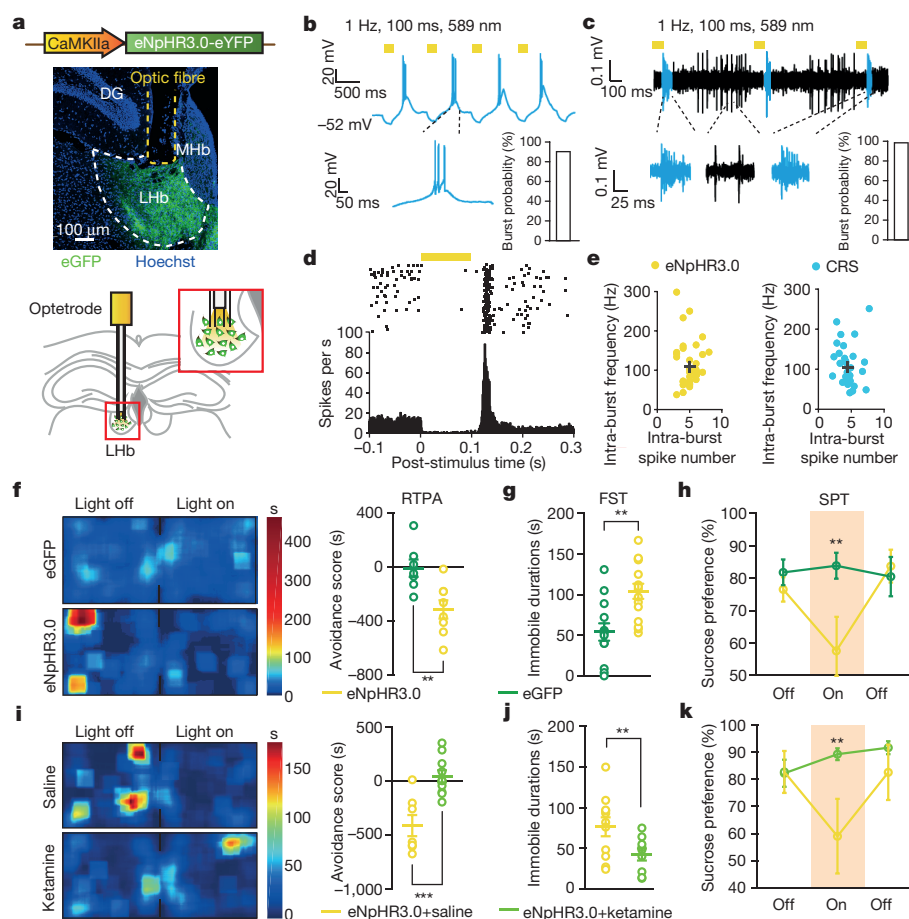 a
CaMKIIa eNpHR3.0-eYFP
Optic fibre
DG
MHb
LHb
100 μm
eGFP Hoechst
Optetrode
LHb
b
1 Hz, 100 ms, 589 nm
20 mV
500 ms
–52 mV
20 mV
50 ms
Burst probablity (%)
100
80
60
40
20
0
c
1 Hz, 100 ms, 589 nm
0.1 mV
100 ms
0.1 mV
25 ms
Burst probablity (%)
100
80
60
40
20
0
d
Spikes per s
100
80
60
40
20
0
–0.1 0 0.1 0.2 0.3
Post-stimulus time (s)
e
eNpHR3.0
Intra-burst frequency (Hz)
300
200
100
0
0 5 10
Intra-burst
spike number
CRS
Intra-burst frequency (Hz)
300
200
100
0
0 5 10
Intra-burst
spike number
f
Light off Light on
eGFP
eNpHR3.0
s
400
300
200
100
0
RTPA
Avoidance score (s)
400
0
–400
–800
**
g
FST
Immobile durations (s)
200
150
100
50
0
**
h
SPT
Sucrose preference (%)
100
90
80
70
60
50
**
Off On Off
eNpHR3.0 eGFP
i
Light off Light on
Saline
Ketamine
s
150
100
50
0
Avoidance score (s)
500
0
–500
–1,000
***
j
Immobile durations (s)
200
150
100
50
0
**
k
Sucrose preference (%)
100
90
80
70
60
50
40
**
Off On Off
eNpHR3.0+saline eNpHR3.0+ketamine